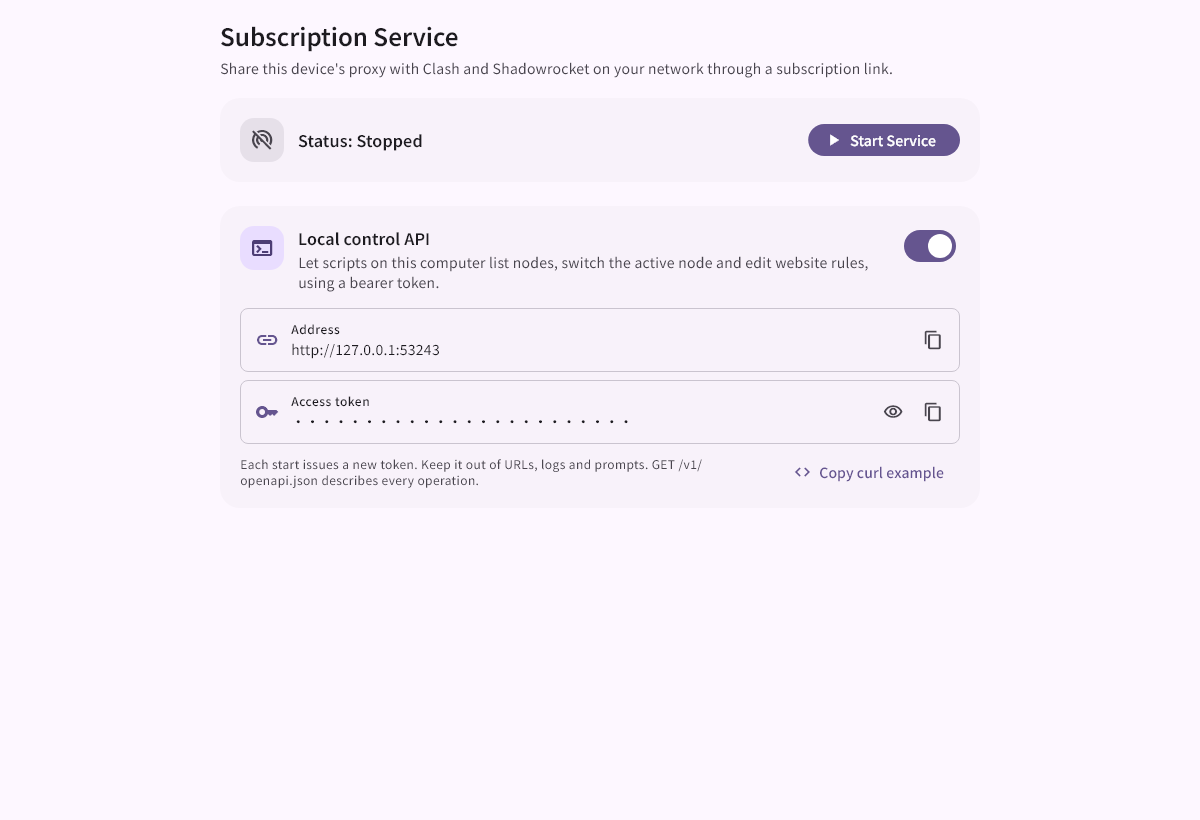 Subscription Service
Share this device's proxy with Clash and Shadowrocket on your network through a subscription link.
Status: Stopped
Start Service
Local control API
Let scripts on this computer list nodes, switch the active node and edit website rules,
using a bearer token.
Address
http://127.0.0.1:53243
Access token
························
Each start issues a new token. Keep it out of URLs, logs and prompts. GET /v1/
openapi.json describes every operation.
Copy curl example